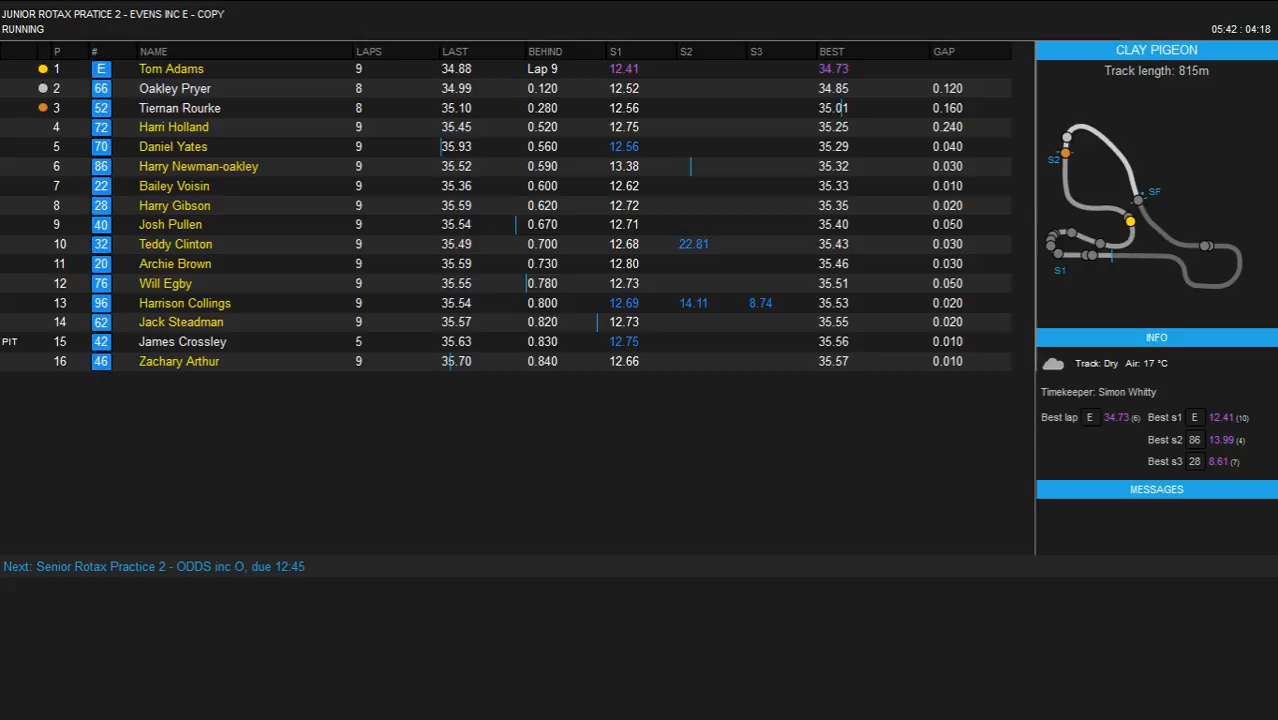 JUNIOR ROTAX PRATICE 2 - EVENS INC E - COPY
RUNNING
05:42 : 04:18
P # NAME LAPS LAST BEHIND S1 S2 S3 BEST GAP
1 E Tom Adams 9 34.88 Lap 9 12.41 34.73
2 66 Oakley Pryer 8 34.99 0.120 12.52 34.85 0.120
3 52 Tiernan Rourke 8 35.10 0.280 12.56 35.01 0.160
4 72 Harri Holland 9 35.45 0.520 12.75 35.25 0.240
5 70 Daniel Yates 9 35.93 0.560 12.56 35.29 0.040
6 86 Harry Newman-oakley 9 35.52 0.590 13.38 35.32 0.030
7 22 Bailey Voisin 9 35.36 0.600 12.62 35.33 0.010
8 28 Harry Gibson 9 35.59 0.620 12.72 35.35 0.020
9 40 Josh Pullen 9 35.54 0.670 12.71 35.40 0.050
10 32 Teddy Clinton 9 35.49 0.700 12.68 22.81 35.43 0.030
11 20 Archie Brown 9 35.59 0.730 12.80 35.46 0.030
12 76 Will Egby 9 35.55 0.780 12.73 35.51 0.050
13 96 Harrison Collings 9 35.54 0.800 12.69 14.11 8.74 35.53 0.020
14 62 Jack Steadman 9 35.57 0.820 12.73 35.55 0.020
PIT 15 42 James Crossley 5 35.63 0.830 12.75 35.56 0.010
16 46 Zachary Arthur 9 35.70 0.840 12.66 35.57 0.010
CLAY PIGEON
Track length: 815m
S2
SF
S1
INFO
Track: Dry Air: 17 °C
Timekeeper: Simon Whitty
Best lap E 34.73 (6) Best s1 E 12.41 (10)
Best s2 86 13.99 (4)
Best s3 28 8.61 (7)
MESSAGES
Next: Senior Rotax Practice 2 - ODDS inc O, due 12:45